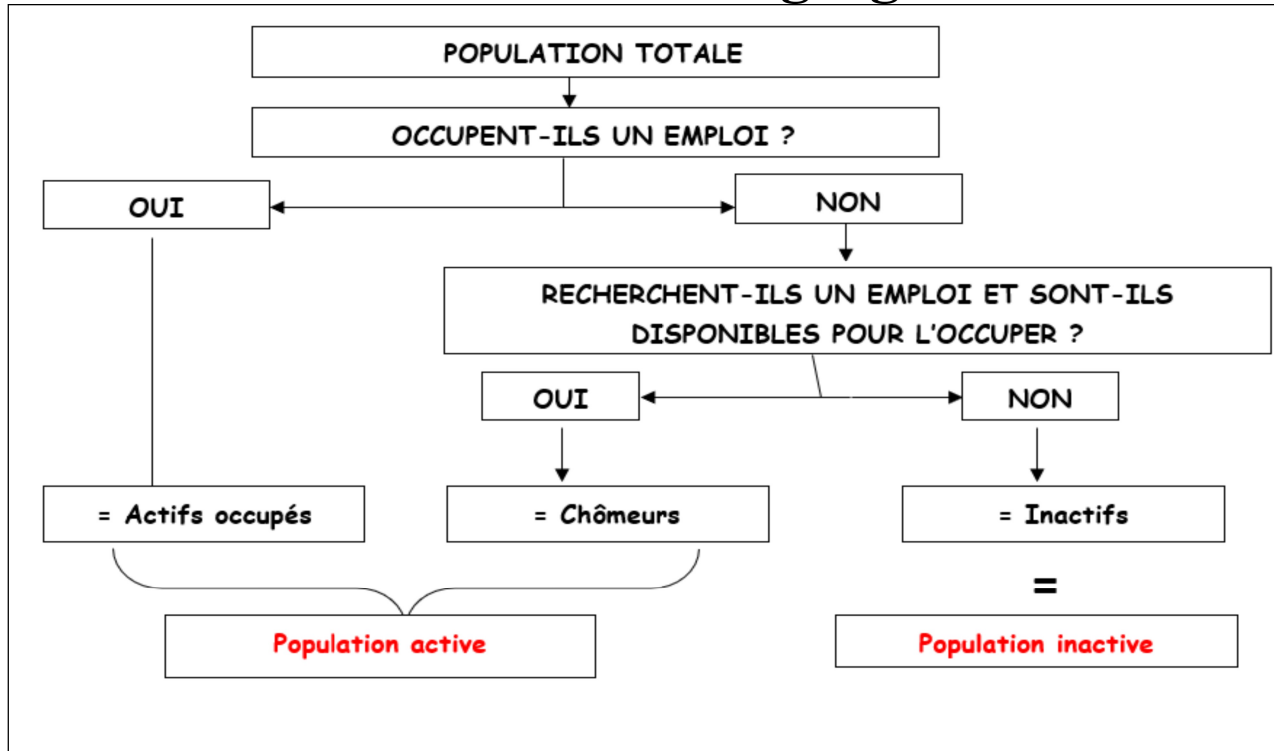 POPULATION TOTALE
OCCUPENT-ILS UN EMPLOI ?
OUI
NON
RECHERCHENT-ILS UN EMPLOI ET SONT-ILS
DISPONIBLES POUR L'OCCUPER ?
OUI
NON
= Actifs occupés
= Chômeurs
= Inactifs
=
Population active
Population inactive